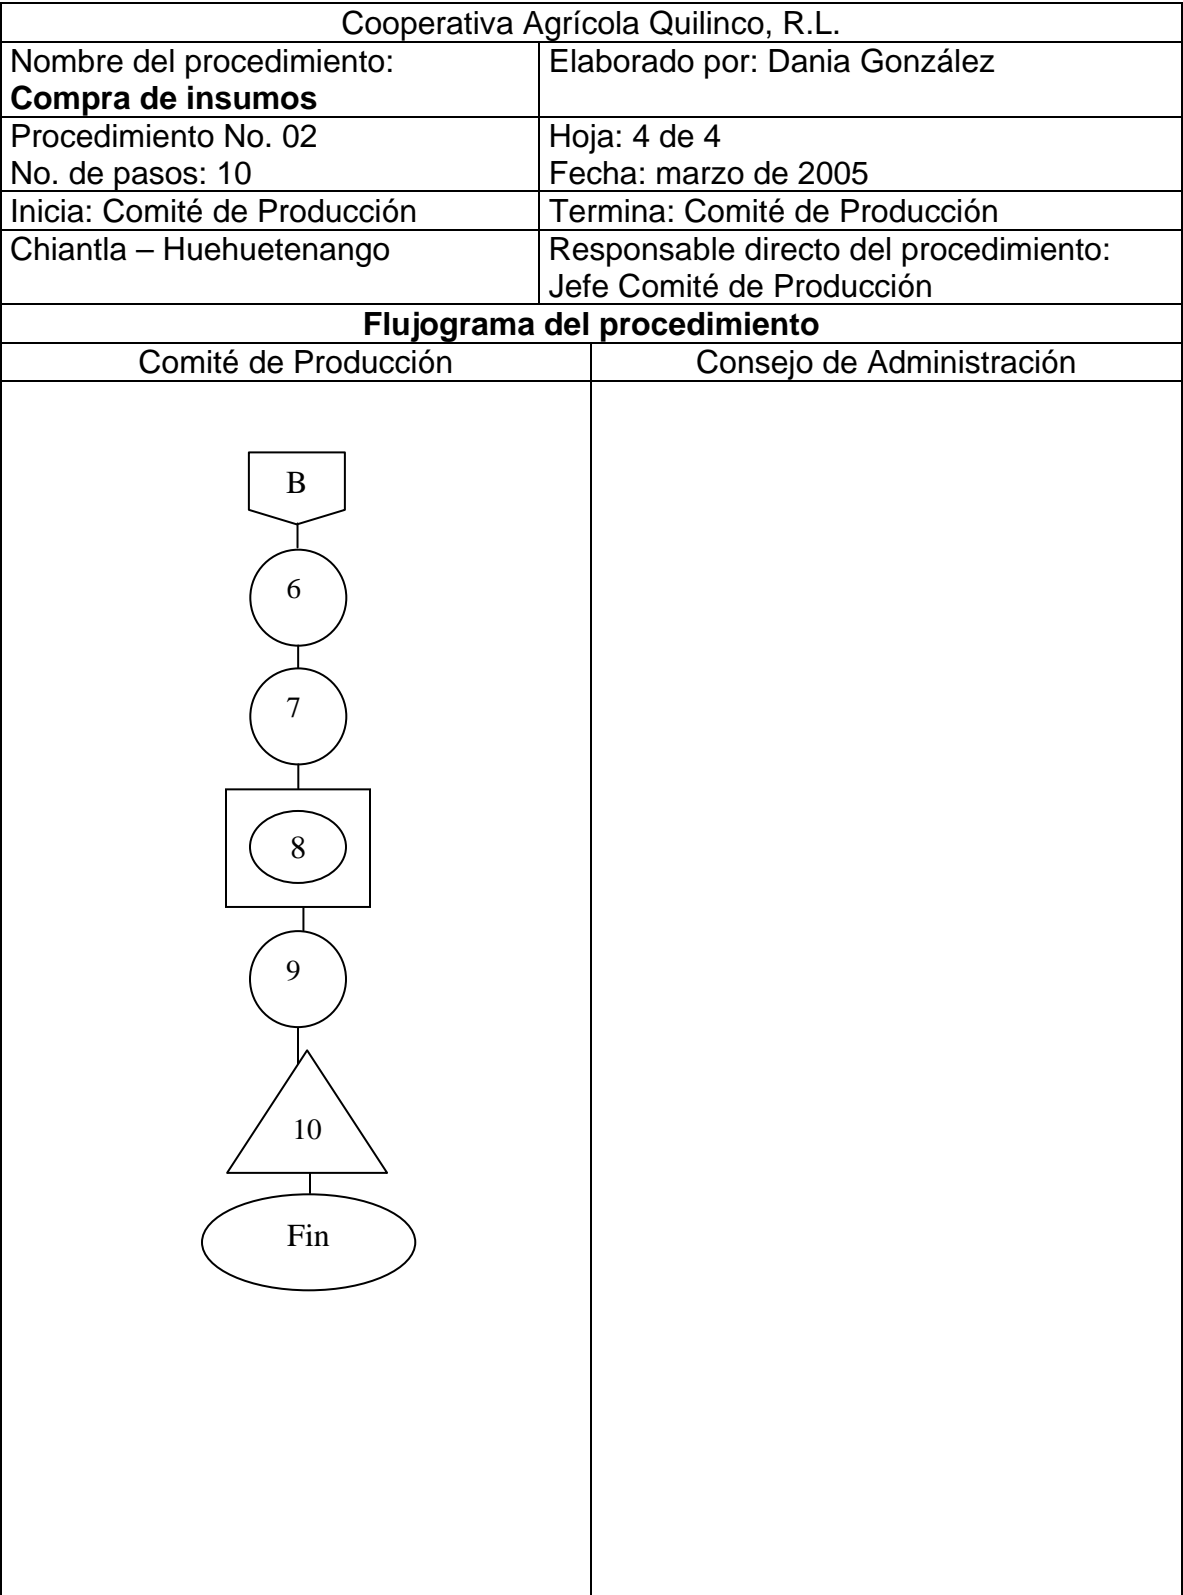 Cooperativa Agrícola Quilinco, R.L.
Nombre del procedimiento:
Compra de insumos
Elaborado por: Dania González
Procedimiento No. 02
No. de pasos: 10
Hoja: 4 de 4
Fecha: marzo de 2005
Inicia: Comité de Producción
Termina: Comité de Producción
Chiantla – Huehuetenango
Responsable directo del procedimiento:
Jefe Comité de Producción
Flujograma del procedimiento
Comité de Producción
Consejo de Administración
B
6
7
8
9
10
Fin